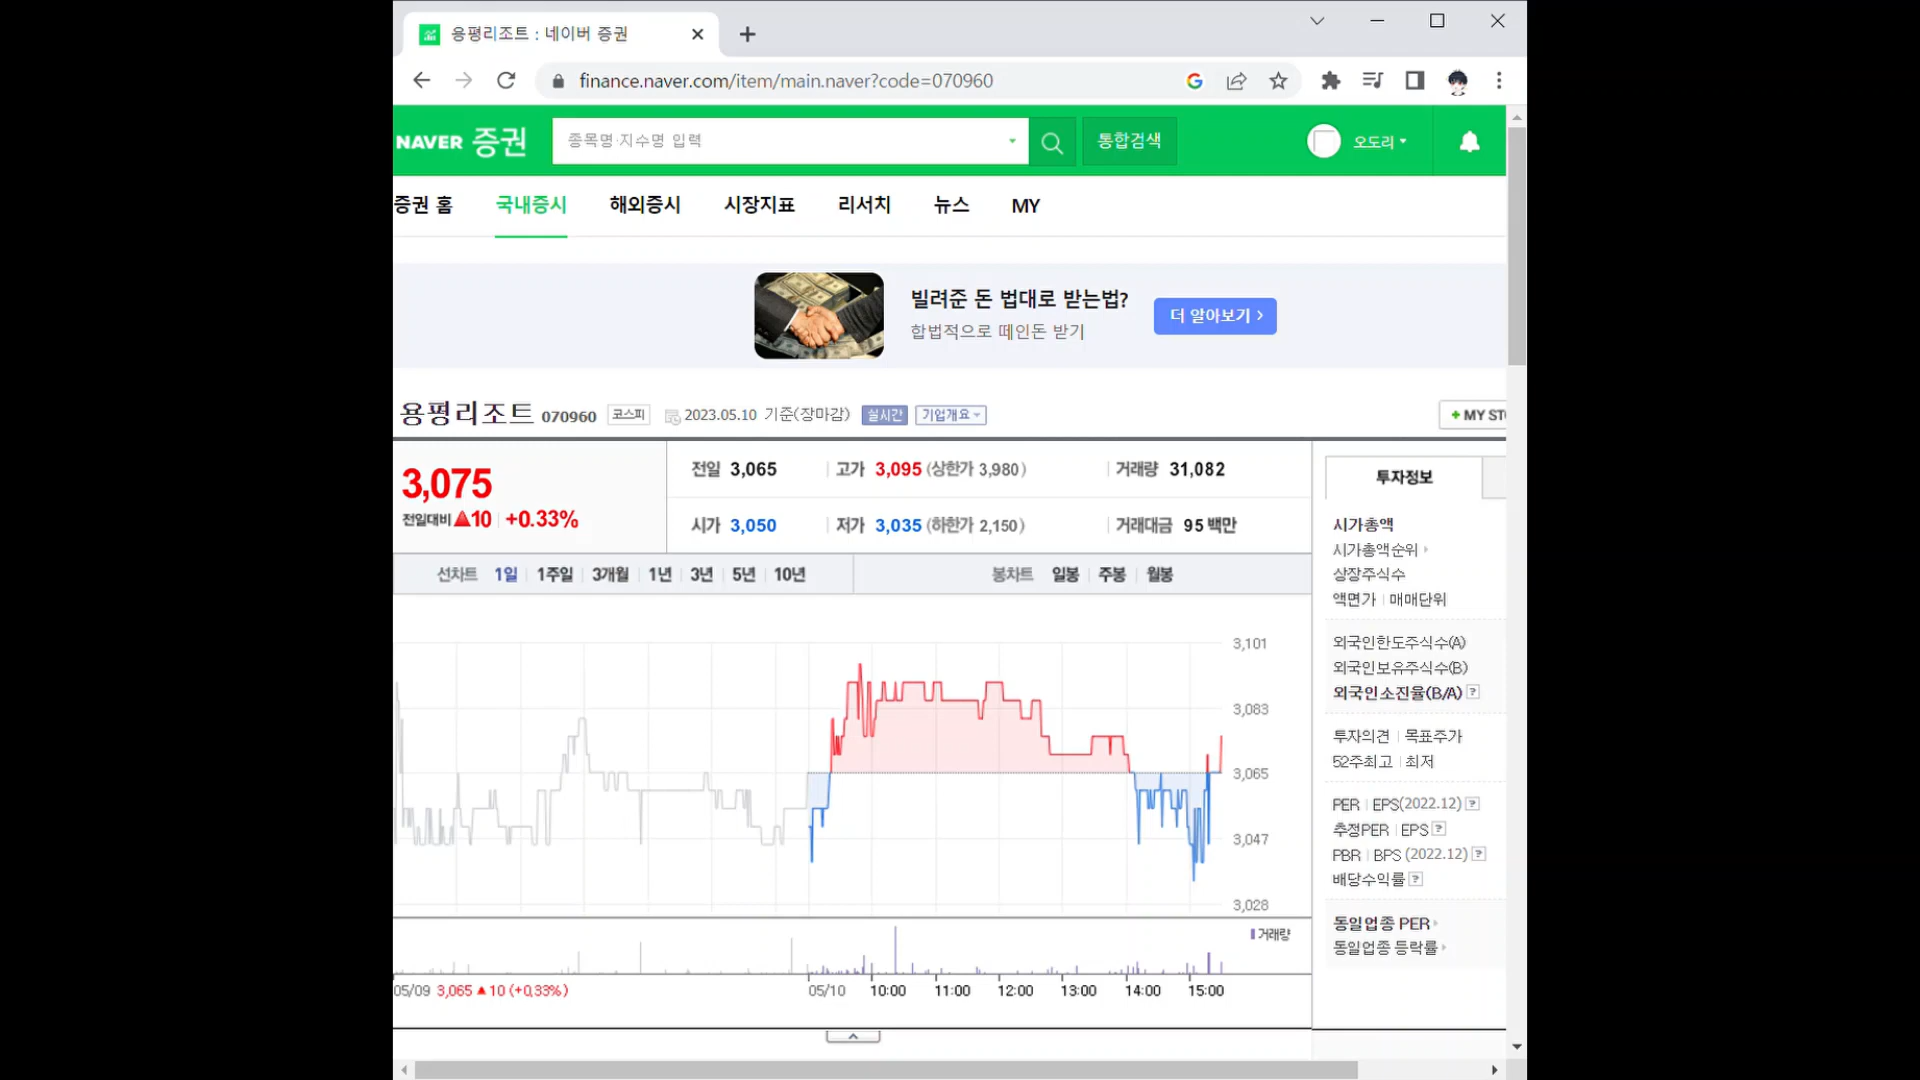 용평리조트 : 네이버 증권
finance.naver.com/item/main.naver?code=070960
NAVER 증권
종목명·지수명 입력
통합검색
오도리
증권 홈 국내증시 해외증시 시장지표 리서치 뉴스 MY
빌려준 돈 법대로 받는법?
합법적으로 떼인돈 받기
더 알아보기 >
용평리조트 070960 코스피 2023.05.10 기준(장마감) 실시간 기업개요
+ MY STO
3,075
전일대비 ▲10 +0.33%
전일 3,065 고가 3,095 (상한가 3,980) 거래량 31,082
시가 3,050 저가 3,035 (하한가 2,150) 거래대금 95 백만
선차트 1일 1주일 3개월 1년 3년 5년 10년 봉차트 일봉 주봉 월봉
3,101
3,083
3,065
3,047
3,028
거래량
05/09 3,065 ▲ 10 (+0.33%)
05/10 10:00 11:00 12:00 13:00 14:00 15:00
투자정보
시가총액
시가총액순위
상장주식수
액면가 매매단위
외국인한도주식수(A)
외국인보유주식수(B)
외국인소진율(B/A) ?
투자의견 목표주가
52주최고 최저
PER EPS(2022.12) ?
추정PER EPS ?
PBR BPS (2022.12) ?
배당수익률 ?
동일업종 PER
동일업종 등락률